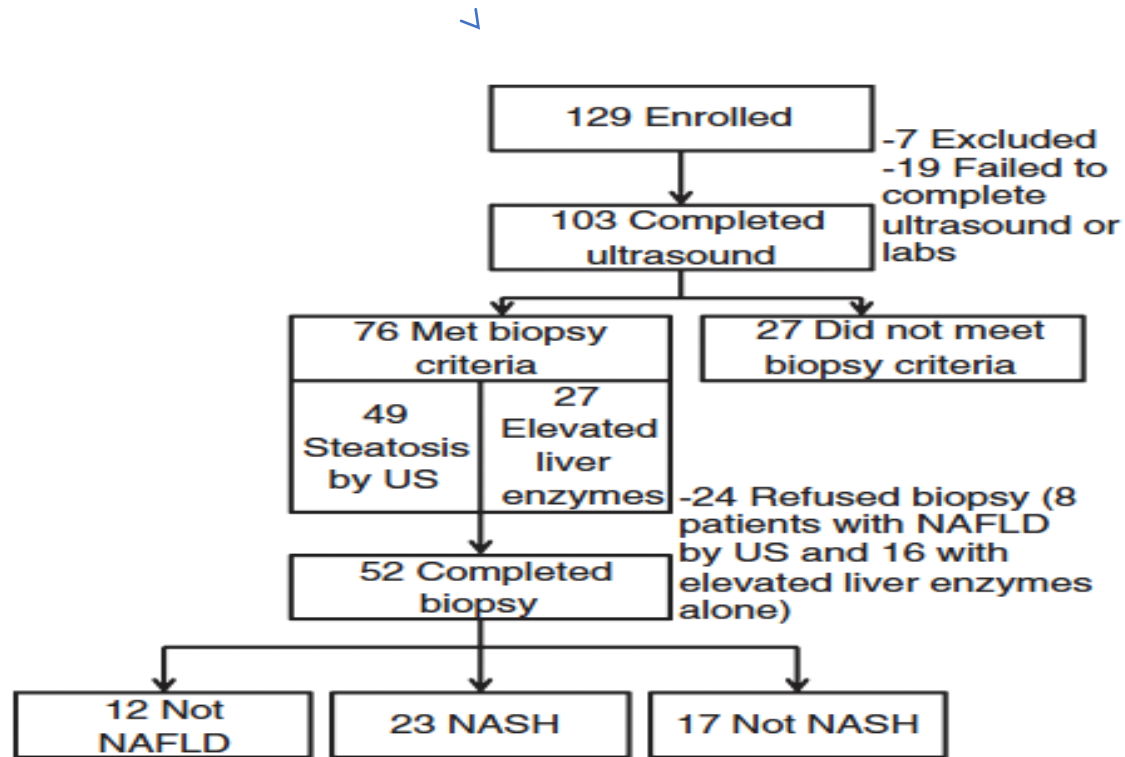 129 Enrolled
-7 Excluded
-19 Failed to
complete
ultrasound or
labs
103 Completed
ultrasound
76 Met biopsy
criteria
27 Did not meet
biopsy criteria
49
Steatosis
by US
27
Elevated
liver
enzymes
-24 Refused biopsy (8
patients with NAFLD
by US and 16 with
elevated liver enzymes
alone)
52 Completed
biopsy
12 Not
NAFLD
23 NASH
17 Not NASH